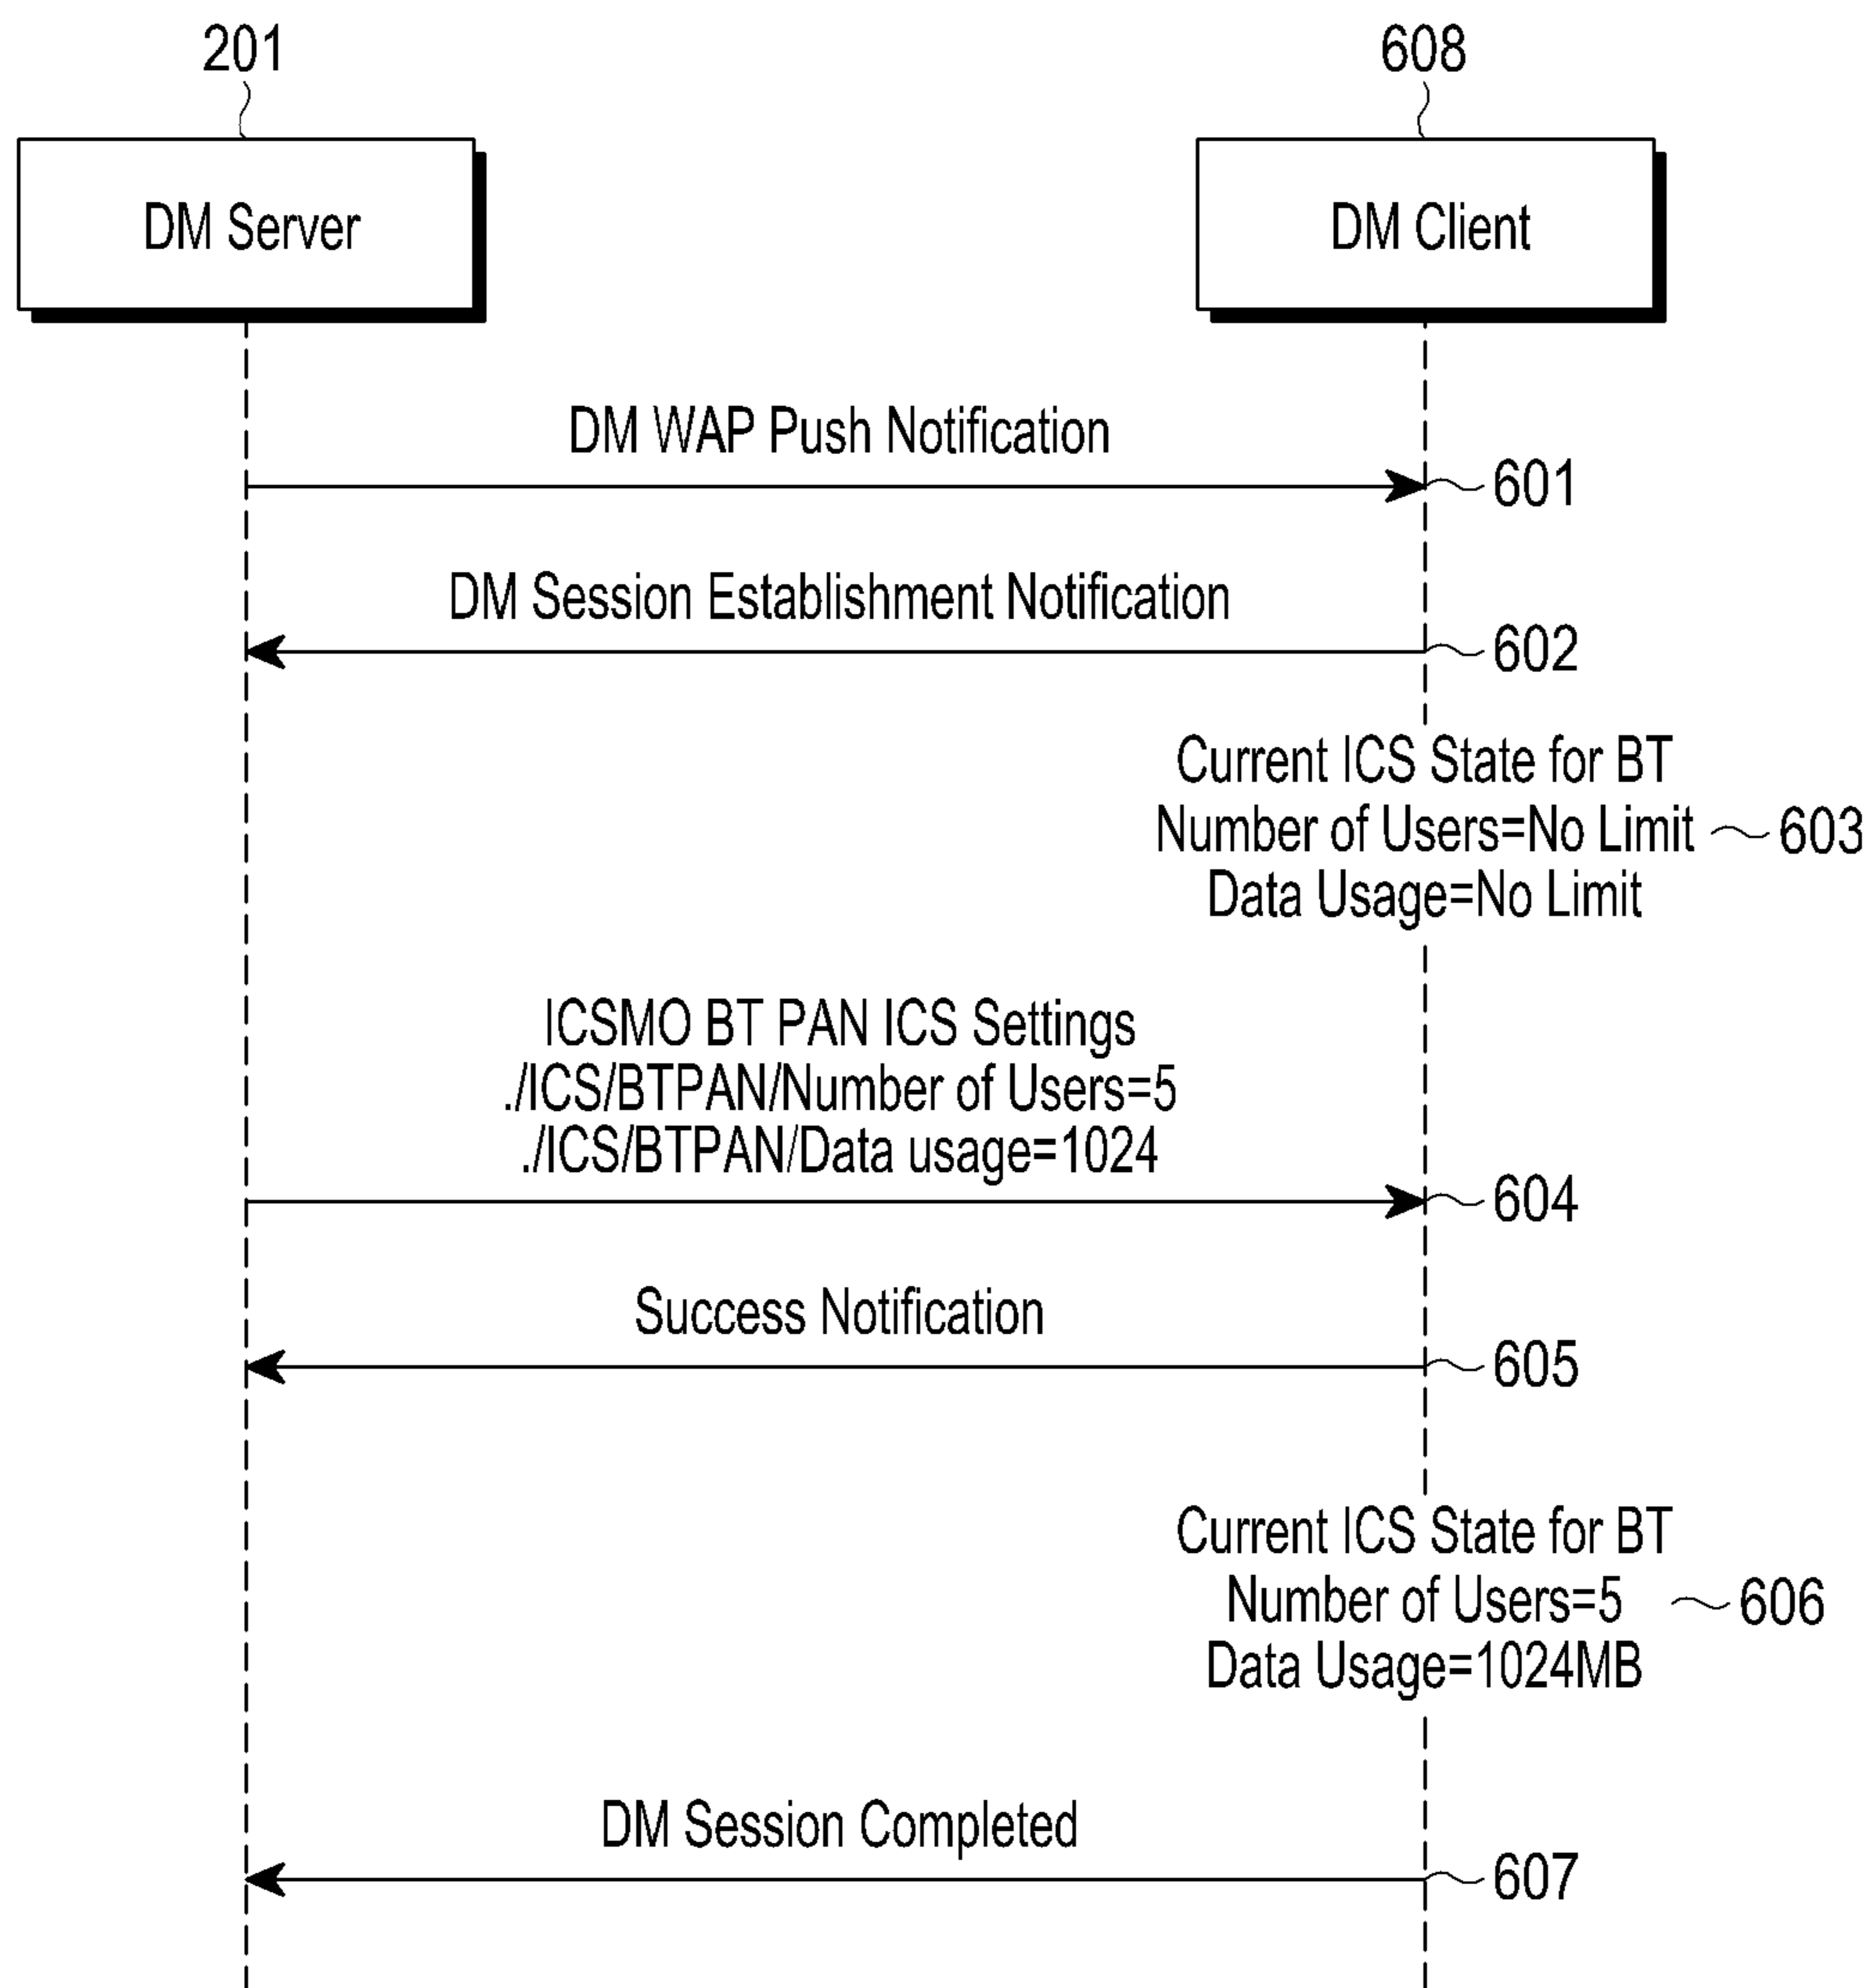 201
608
DM Server
DM Client
DM WAP Push Notification
601
DM Session Establishment Notification
602
Current ICS State for BT
Number of Users=No Limit
603
Data Usage=No Limit
ICSMO BT PAN ICS Settings
./ICS/BTPAN/Number of Users=5
./ICS/BTPAN/Data usage=1024
604
Success Notification
605
Current ICS State for BT
Number of Users=5
606
Data Usage=1024MB
DM Session Completed
607